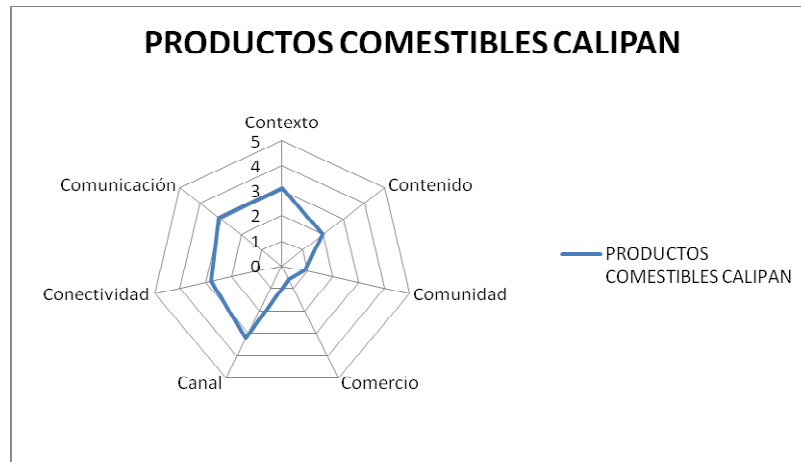 PRODUCTOS COMESTIBLES CALIPAN
Contexto
5
4
3
2
1
0
Contenido
Comunidad
Comercio
Canal
Conectividad
Comunicación
PRODUCTOS
COMESTIBLES CALIPAN